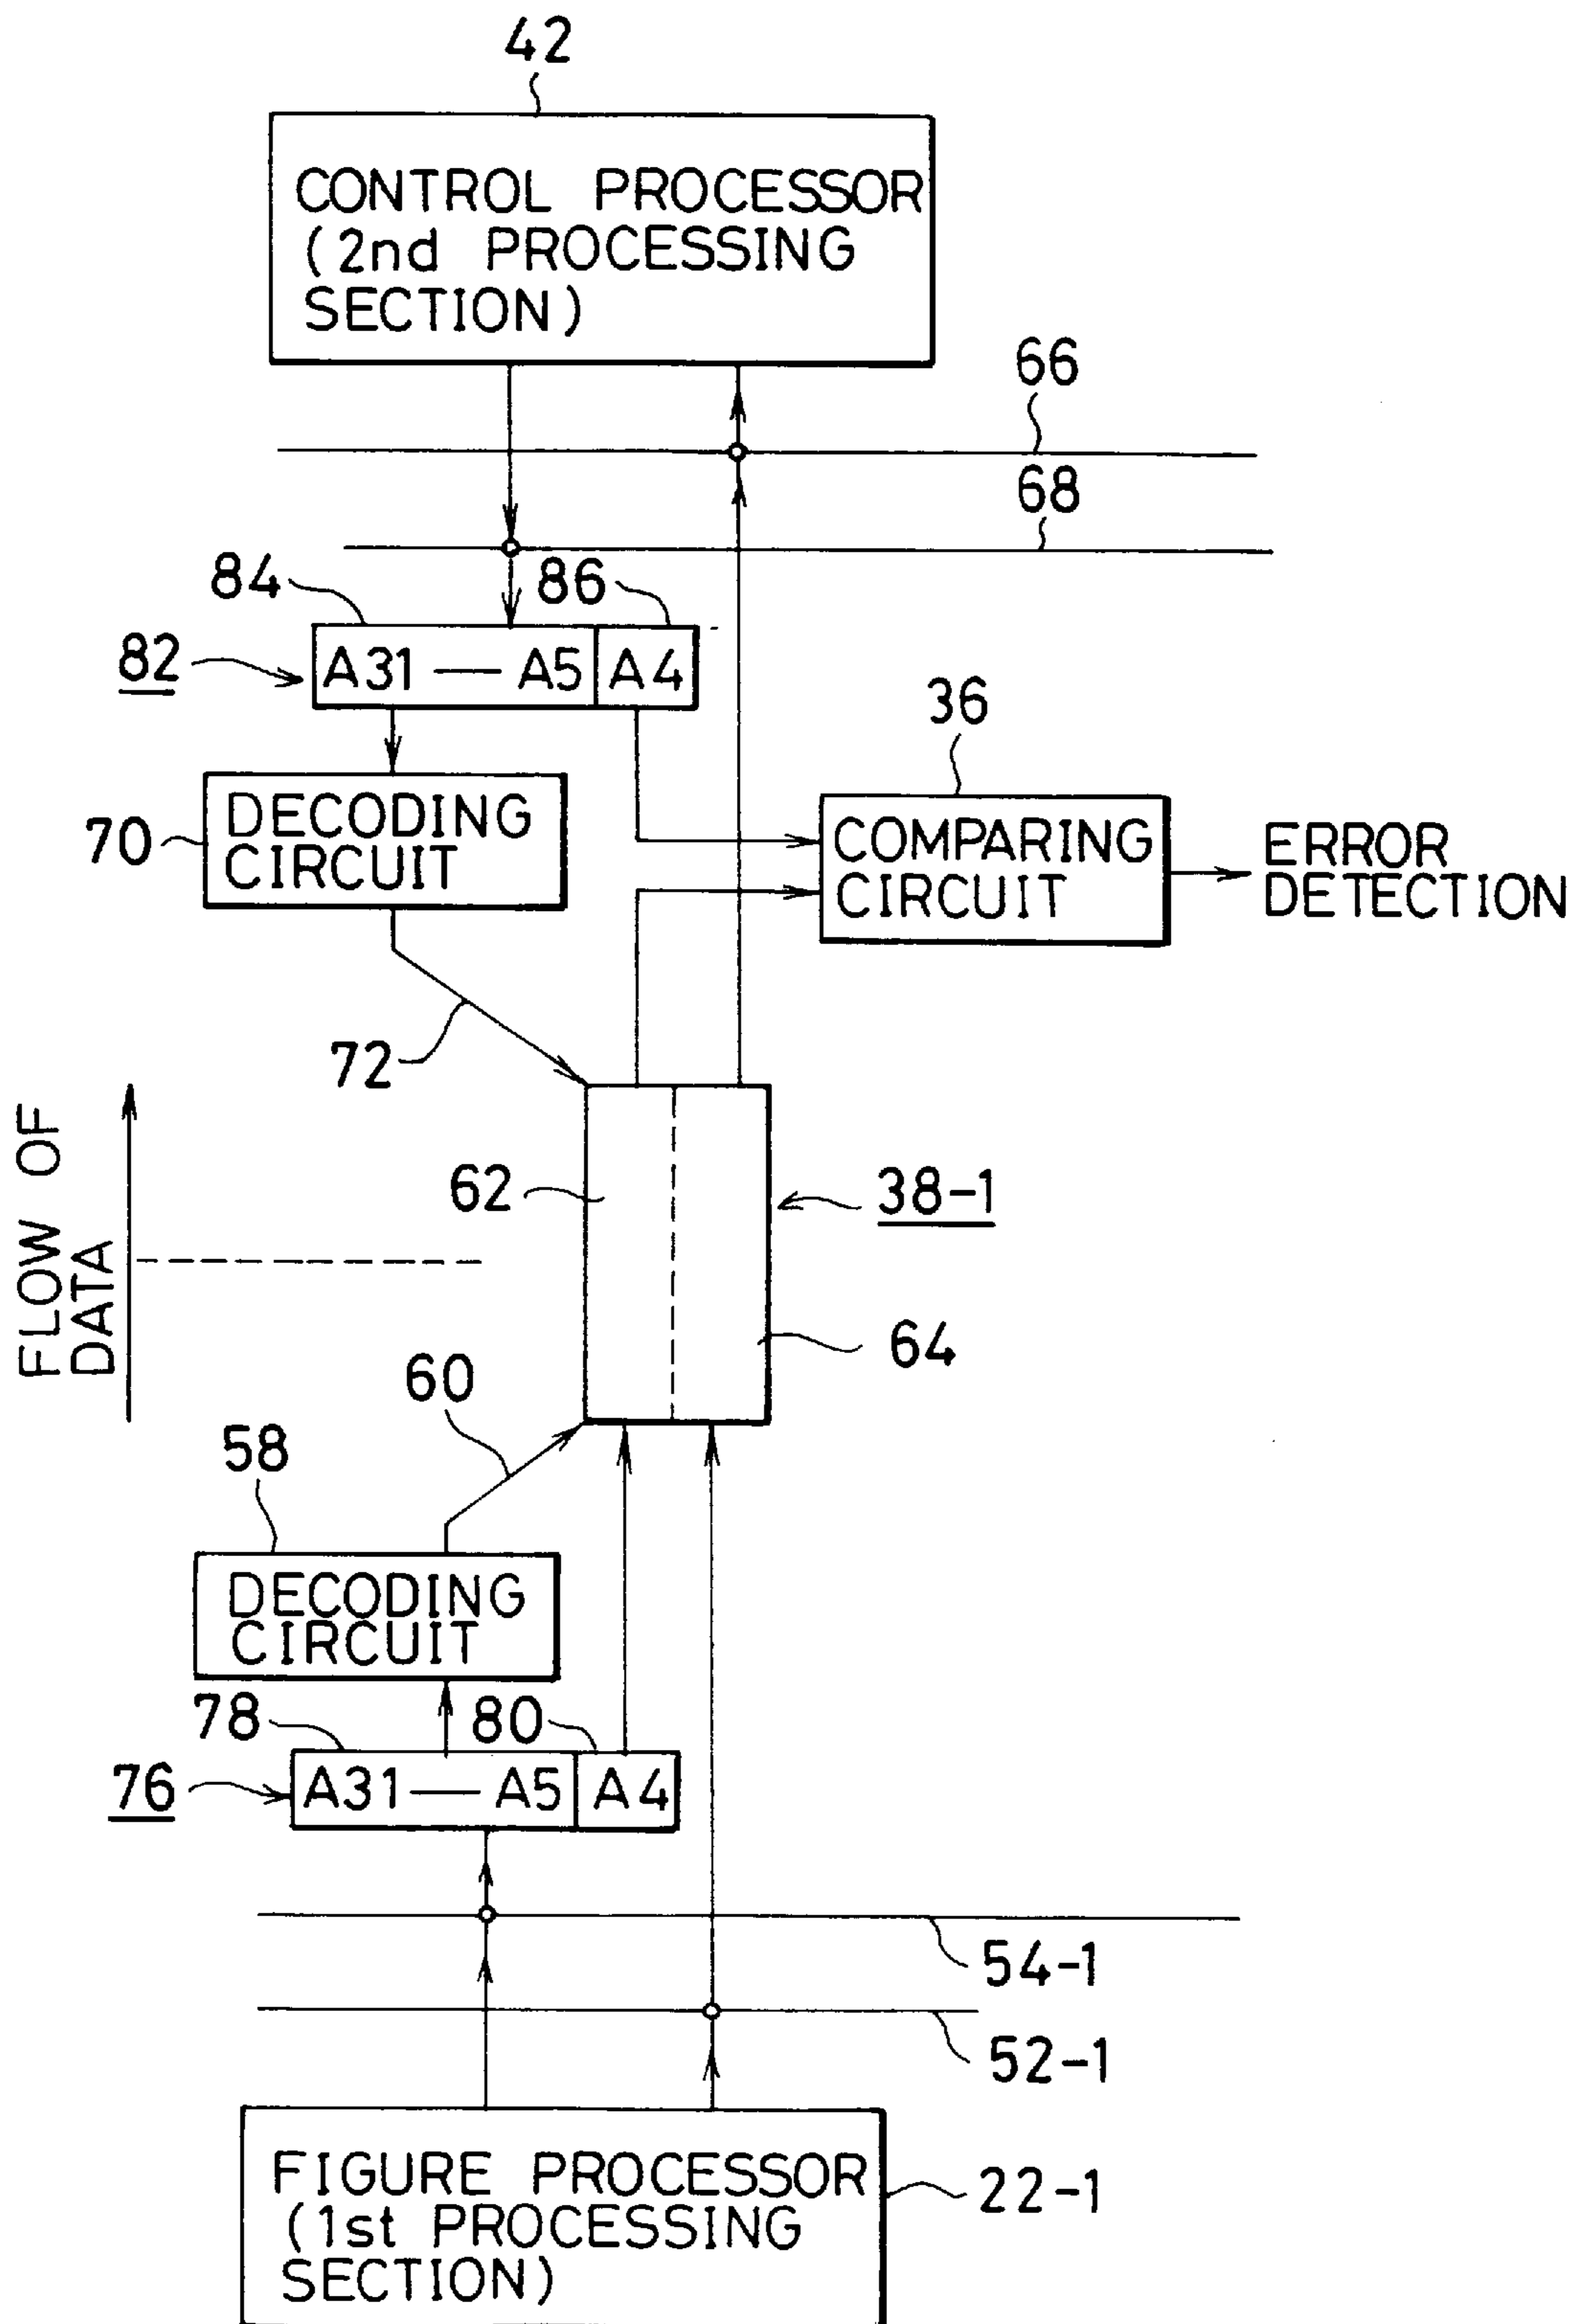 42
CONTROL PROCESSOR
(2nd PROCESSING
SECTION)
66
68
84
86
82
A31 — A5
A4
36
70
DECODING
CIRCUIT
COMPARING
CIRCUIT
ERROR
DETECTION
72
FLOW OF
DATA
62
38-1
64
60
58
DECODING
CIRCUIT
78
80
76
A31 — A5
A4
54-1
52-1
FIGURE PROCESSOR
(1st PROCESSING
SECTION)
22-1